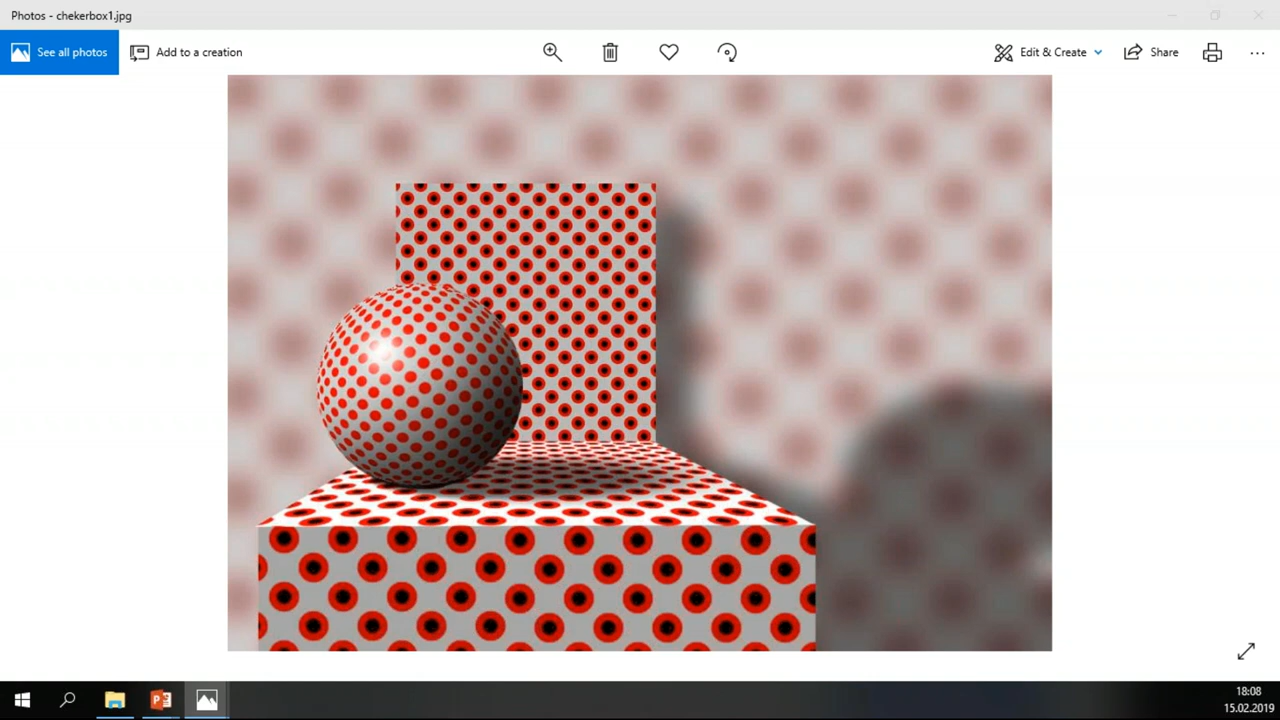 Photos - chekerbox1.jpg
See all photos
Add to a creation
Edit & Create
Share
18:08
15.02.2019